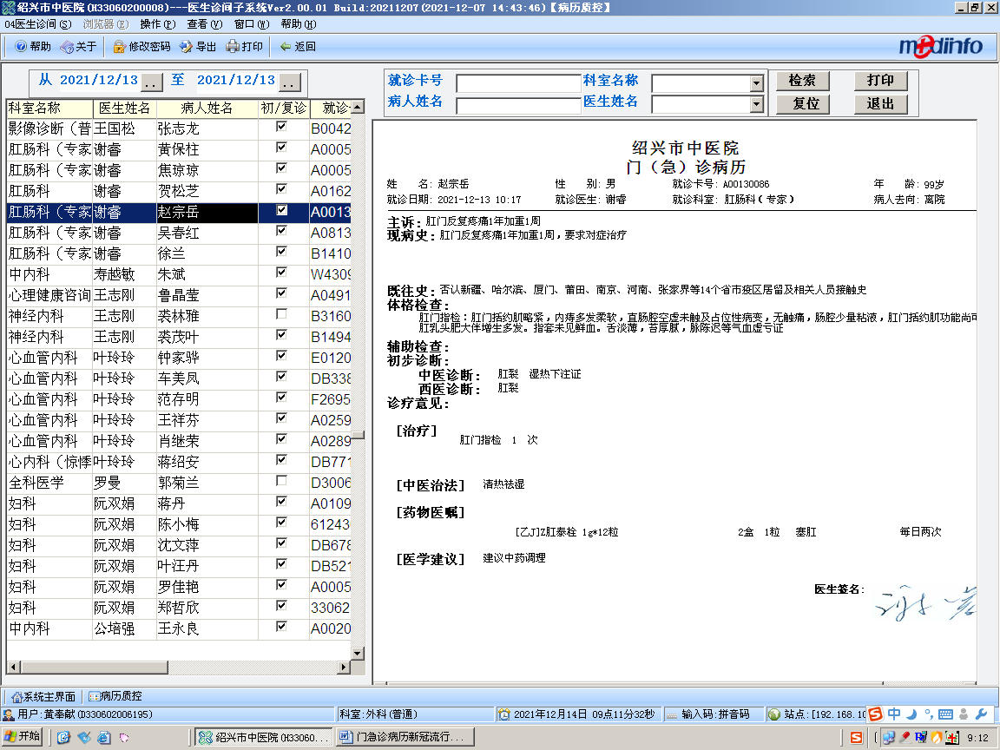 绍兴市中医院(H33060200008)---医生诊间子系统Ver2.00.01 Build:20211207(2021-12-07 14:43:46)【病历质控】
04医生诊间(S) 浏览器(E) 操作(P) 查看(V) 窗口(W) 帮助(H)
帮助 关于 修改密码 导出 打印 返回 medinfo
从 2021/12/13 .. 至 2021/12/13 ..
就诊卡号 科室名称 检索 打印
病人姓名 医生姓名 复位 退出
科室名称 医生姓名 病人姓名 初/复诊 就诊
影像诊断（普 王国松 张志龙 B0042
肛肠科（专家 谢睿 黄保柱 A0005
肛肠科（专家 谢睿 焦琼琼 A0005
肛肠科 谢睿 贺松芝 A0162
肛肠科（专家 谢睿 赵宗岳 A0013
肛肠科（专家 谢睿 吴春红 A0813
肛肠科（专家 谢睿 徐兰 B1410
中内科 寿越敏 朱斌 W4309
心理健康咨询 王志刚 鲁晶莹 A0491
神经内科 王志刚 裘林雅 B3160
神经内科 王志刚 裘茂叶 B1494
心血管内科 叶玲玲 钟家骅 E0120
心血管内科 叶玲玲 车美凤 DB338
心血管内科 叶玲玲 范存明 F2695
心血管内科 叶玲玲 王祥芬 A0259
心血管内科 叶玲玲 肖继荣 A0289
心内科（惊悸 叶玲玲 蒋绍安 DB771
全科医学 罗曼 郭菊兰 D3006
妇科 阮双娟 蒋丹 A0109
妇科 阮双娟 陈小梅 61243
妇科 阮双娟 沈文萍 DB678
妇科 阮双娟 叶汪丹 DB521
妇科 阮双娟 罗佳艳 A0005
妇科 阮双娟 郑哲欣 33062
中内科 公培强 王永良 A0020
绍兴市中医院
门（急）诊病历
姓 名: 赵宗岳 性 别: 男 就诊卡号: A00130086 年 龄: 99岁
就诊日期: 2021-12-13 10:17 就诊医生: 谢睿 就诊科室: 肛肠科(专家) 病人去向: 离院
主诉: 肛门反复疼痛1年加重1周
现病史: 肛门反复疼痛1年加重1周，要求对症治疗
既往史: 否认新疆、哈尔滨、厦门、莆田、南京、河南、张家界等14个省市疫区居留及相关人员接触史
体格检查:
肛门指检：肛门括约肌略紧，内痔多发柔软，直肠腔空虚未触及占位性病变，无触痛，肠腔少量粘液，肛门括约肌功能尚可
肛乳头肥大伴增生多发。指套未见鲜血。舌淡薄，苔厚腻，脉陈迟等气血虚亏证
辅助检查:
初步诊断:
中医诊断: 肛裂 湿热下注证
西医诊断: 肛裂
诊疗意见:
[治疗]
肛门指检 1 次
[中医治法] 清热祛湿
[药物医嘱]
[乙J]Z肛泰栓 1g*12粒 2盒 1粒 塞肛 每日两次
[医学建议] 建议中药调理
医生签名:
系统主界面 病历质控
用户:黄奉献(D330602006195) 科室:外科(普通) 2021年12月14日 09点11分32秒 输入码:拼音码 站点:[192.168.10
开始 绍兴市中医院(H33060... 门急诊病历新冠流行... 9:12